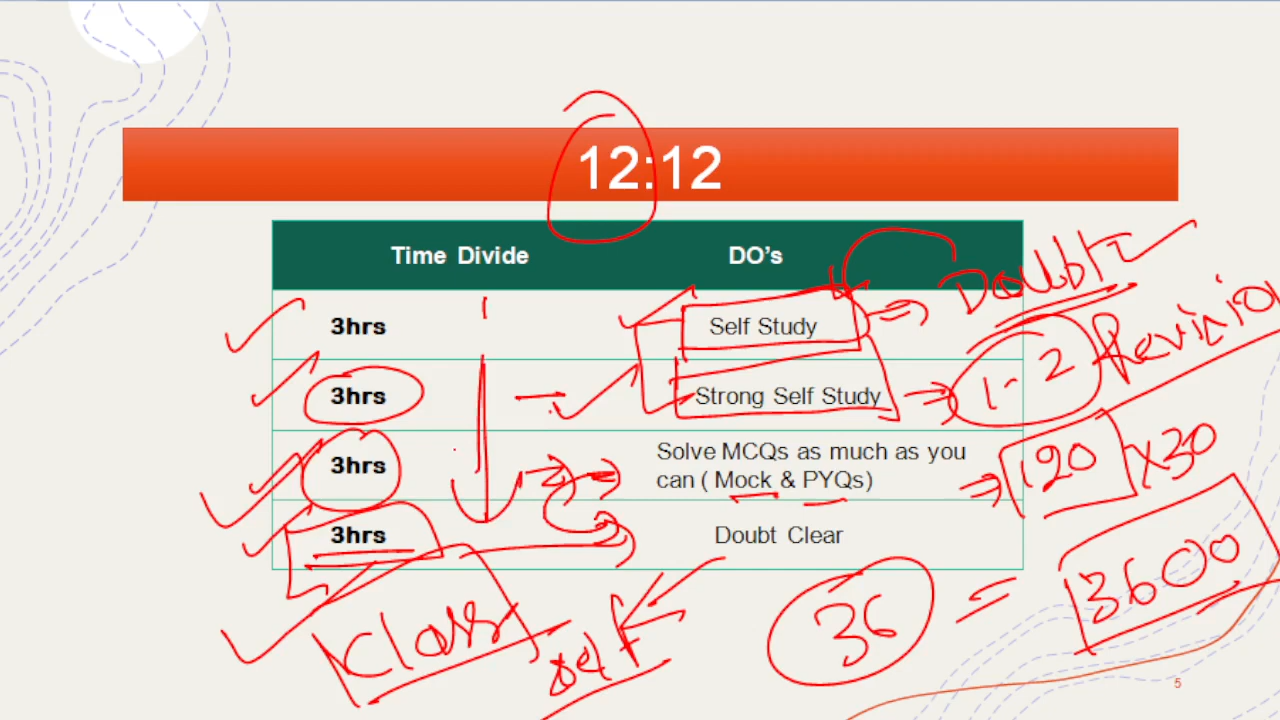 12:12
Time Divide DO's
3hrs Self Study Doubt
3hrs Strong Self Study 1-2 Revision
3hrs Solve MCQs as much as you
can ( Mock & PYQs) 120 x30
3hrs Doubt Clear
36 = 3600
Class
self
5